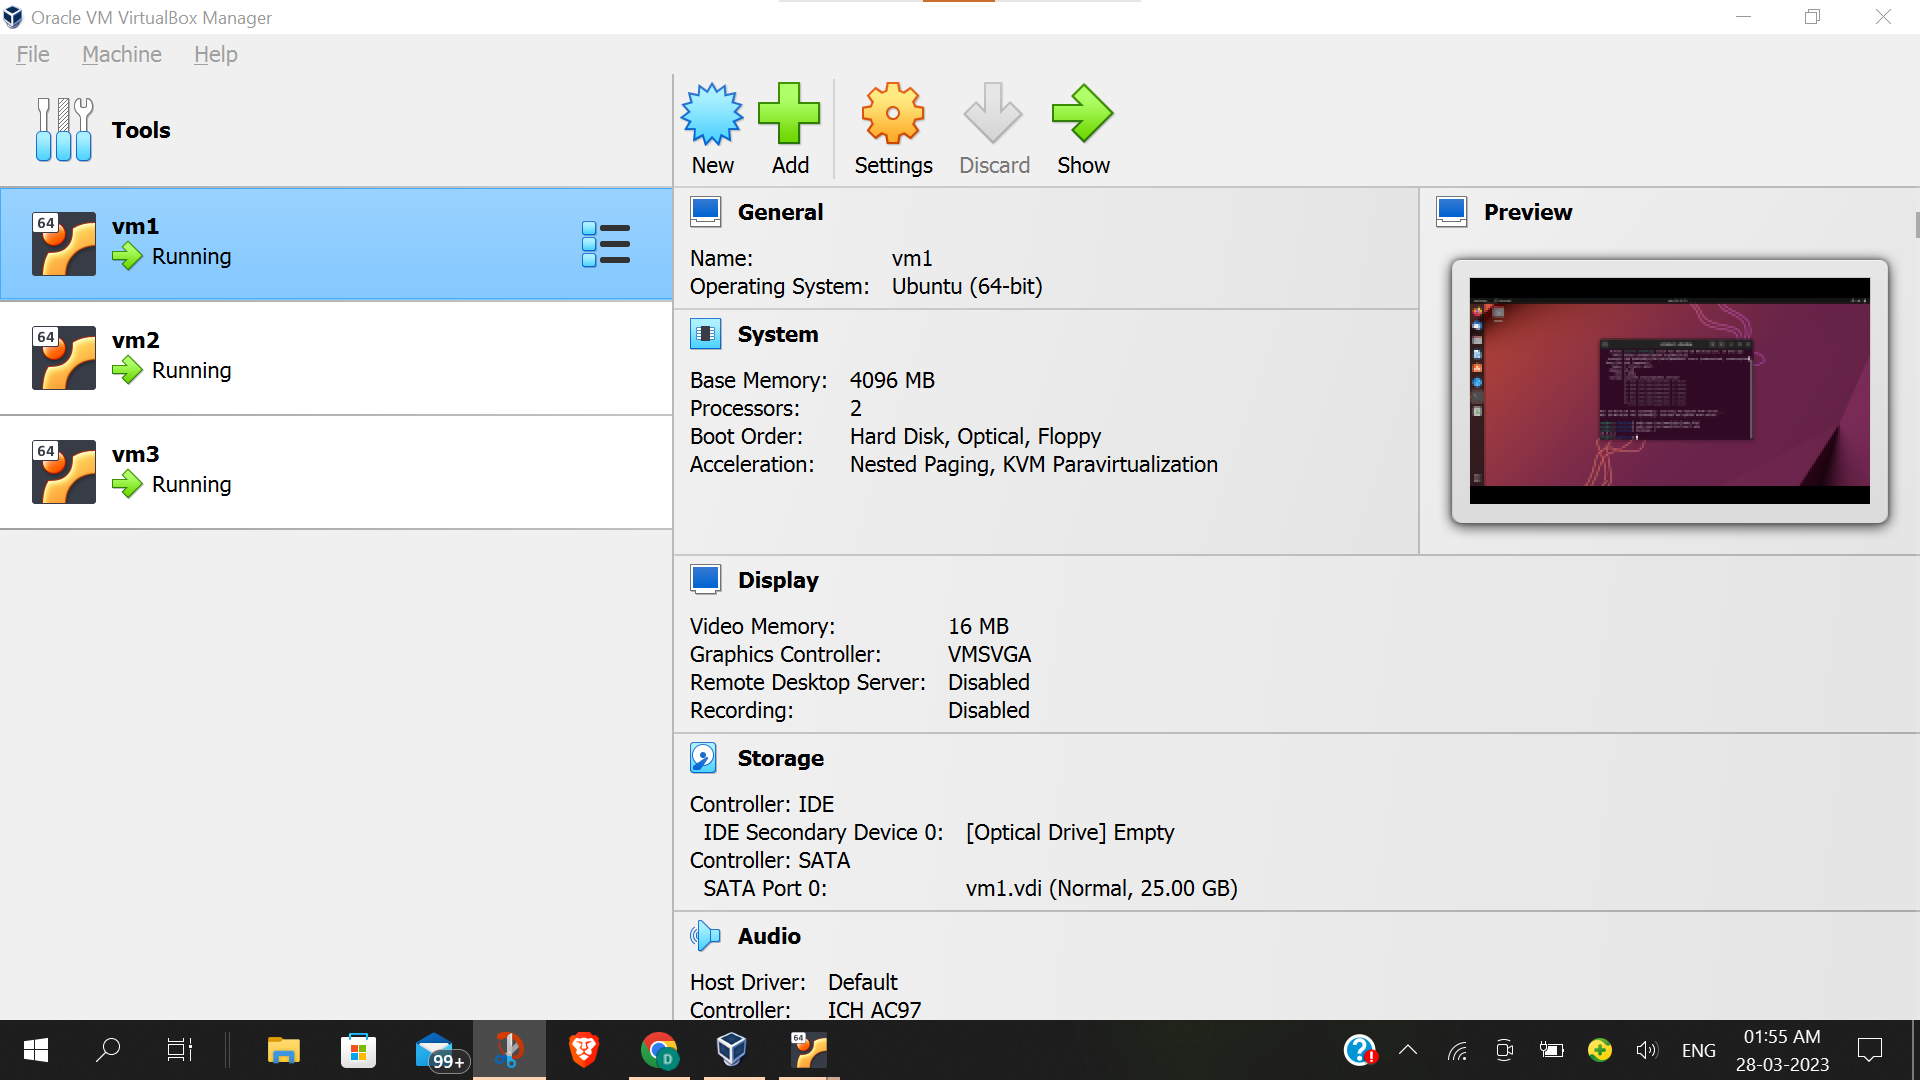 Oracle VM VirtualBox Manager
File Machine Help
Tools
New Add Settings Discard Show
64
vm1
Running
64
vm2
Running
64
vm3
Running
General
Name: vm1
Operating System: Ubuntu (64-bit)
Preview
System
Base Memory: 4096 MB
Processors: 2
Boot Order: Hard Disk, Optical, Floppy
Acceleration: Nested Paging, KVM Paravirtualization
Display
Video Memory: 16 MB
Graphics Controller: VMSVGA
Remote Desktop Server: Disabled
Recording: Disabled
Storage
Controller: IDE
IDE Secondary Device 0: [Optical Drive] Empty
Controller: SATA
SATA Port 0: vm1.vdi (Normal, 25.00 GB)
Audio
Host Driver: Default
Controller: ICH AC97
99+
D
64
ENG
01:55 AM
28-03-2023